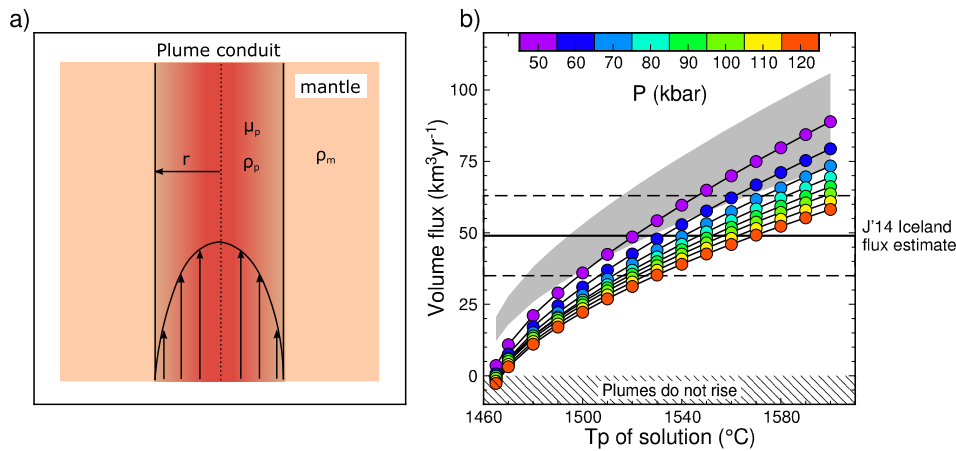 a)
Plume conduit
mantle
μp
r
ρp
ρm
b)
50 60 70 80 90 100 110 120
P (kbar)
Volume flux (km³yr⁻¹)
100
75
50
25
0
J'14 Iceland
flux estimate
Plumes do not rise
1460 1500 1540 1580
Tp of solution (°C)